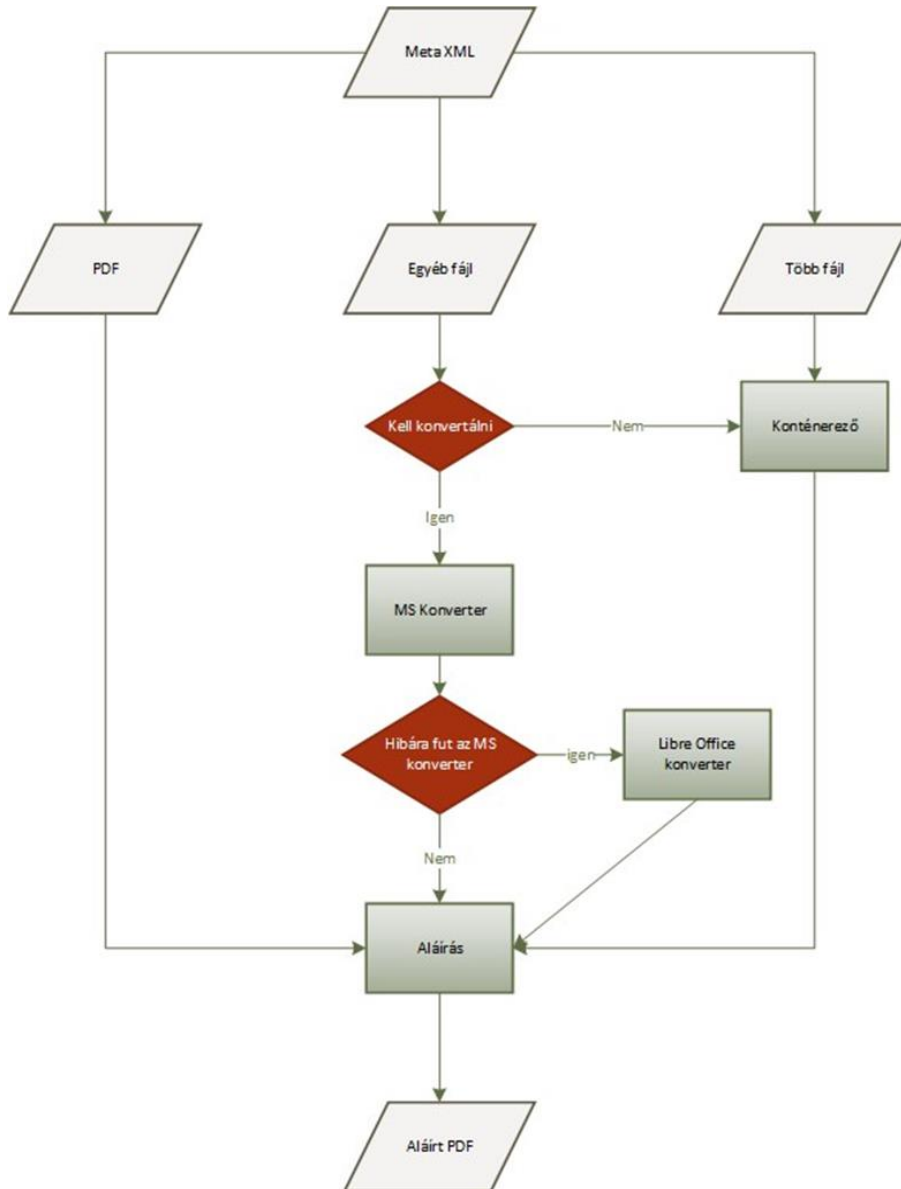 Meta XML
PDF
Egyéb fájl
Több fájl
Kell konvertálni
Nem
Konténerező
Igen
MS Konverter
Hibára fut az MS
konverter
igen
Libre Office
konverter
Nem
Aláírás
Aláírt PDF